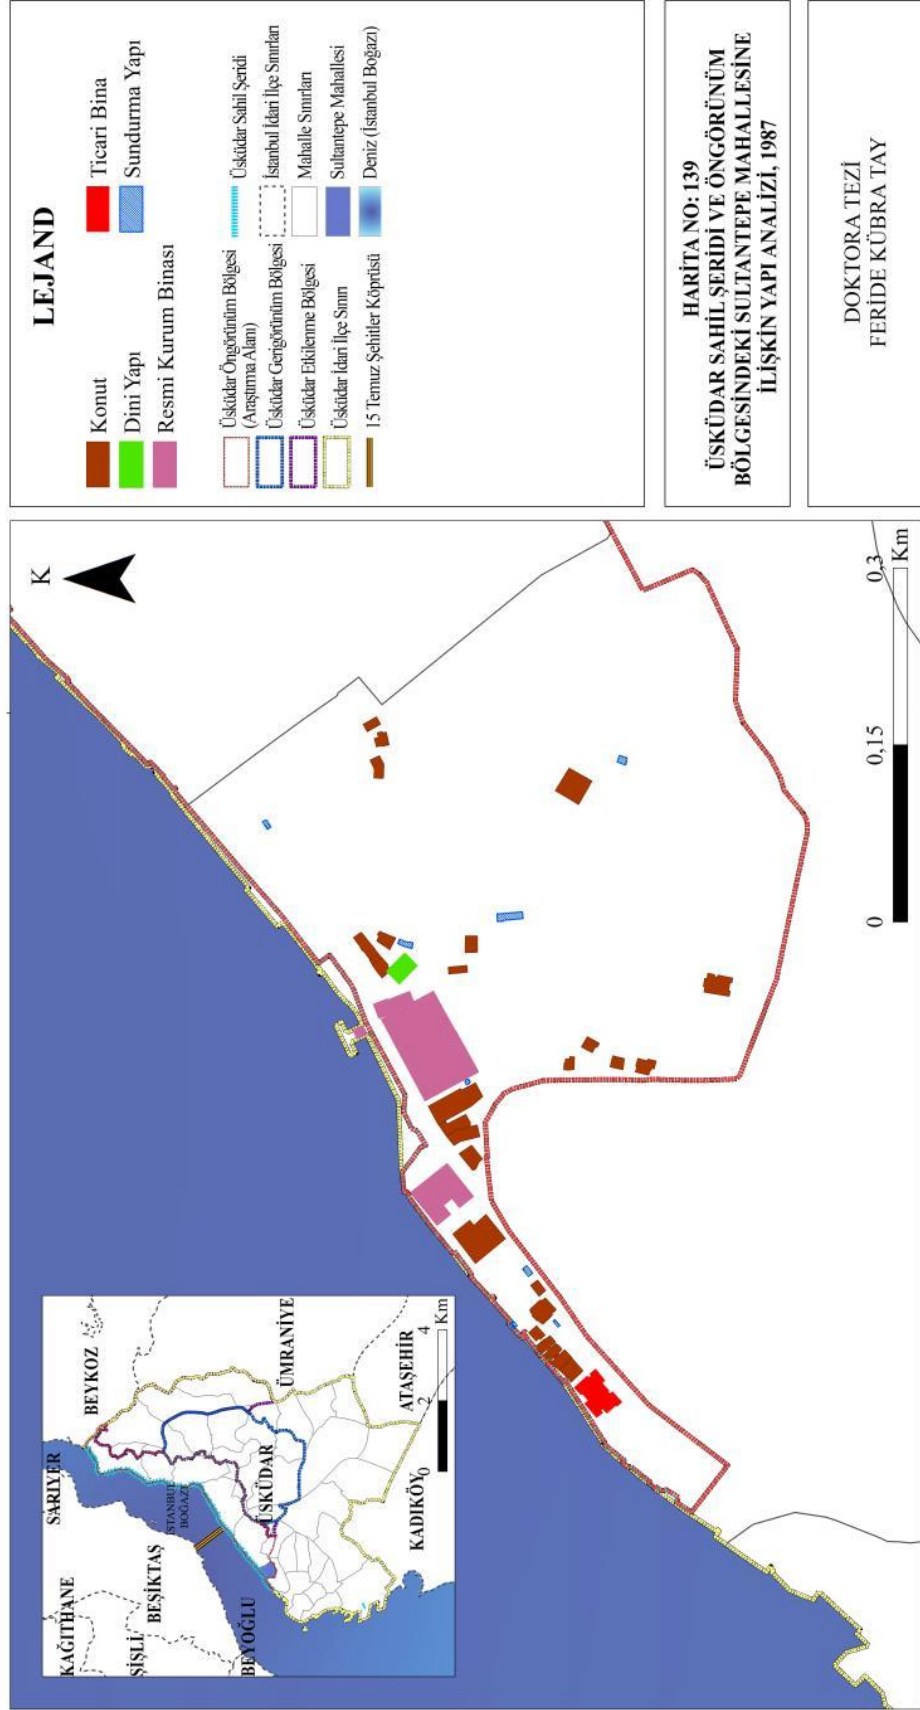 K
SARIYER
KAĞITHANE
BEYKOZ
ŞİŞLİ
BEŞİKTAŞ
İSTANBUL
BOĞAZI
BEYOĞLU
ÜSKÜDAR
ÜMRANİYE
KADIKÖY
ATAŞEHİR
0 2 4
Km
0 0,15 0,3
Km
LEJAND
Konut
Ticari Bina
Dini Yapı
Sundurma Yapı
Resmi Kurum Binası
Üsküdar Öngörünüm Bölgesi
(Araştırma Alanı)
Üsküdar Gerigörünüm Bölgesi
Üsküdar Etkilenme Bölgesi
Üsküdar İdari İlçe Sınırı
15 Temuz Şehitler Köprüsü
Üsküdar Sahil Şeridi
İstanbul İdari İlçe Sınırları
Mahalle Sınırları
Sultantepe Mahallesi
Deniz (İstanbul Boğazı)
HARİTA NO: 139
ÜSKÜDAR SAHİL ŞERİDİ VE ÖNGÖRÜNÜM
BÖLGESİNDEKİ SULTANTEPE MAHALLESİNE
İLİŞKİN YAPI ANALİZİ, 1987
DOKTORA TEZİ
FERİDE KÜBRA TAY